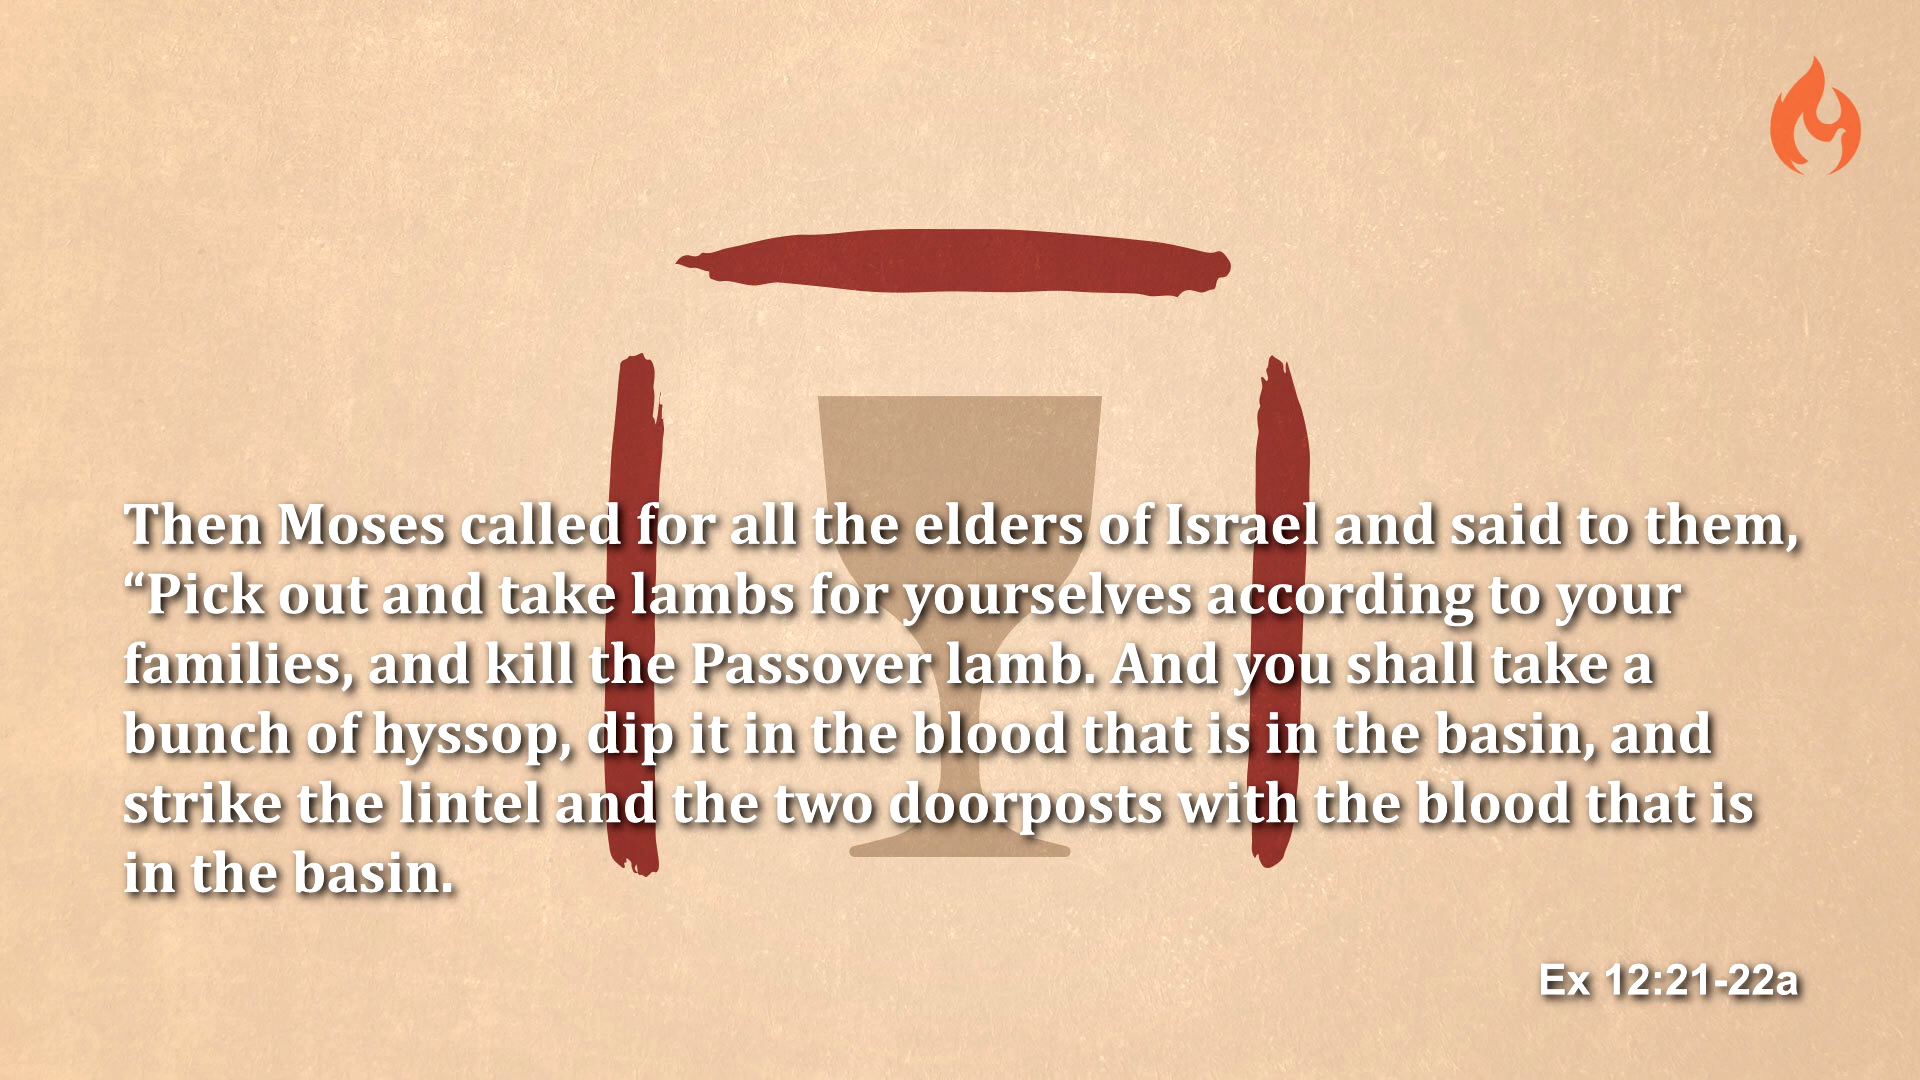 Then Moses called for all the elders of Israel and said to them,
“Pick out and take lambs for yourselves according to your
families, and kill the Passover lamb. And you shall take a
bunch of hyssop, dip it in the blood that is in the basin, and
strike the lintel and the two doorposts with the blood that is
in the basin.
Ex 12:21-22a